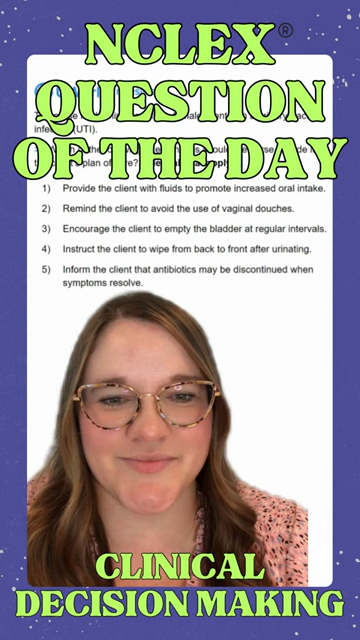 NCLEX®
QUESTION
OF THE DAY
infec (UTI).
plan of re?
1) Provide the client with fluids to promote increased oral intake.
2) Remind the client to avoid the use of vaginal douches.
3) Encourage the client to empty the bladder at regular intervals.
4) Instruct the client to wipe from back to front after urinating.
5) Inform the client that antibiotics may be discontinued when
symptoms resolve.
CLINICAL
DECISION MAKING